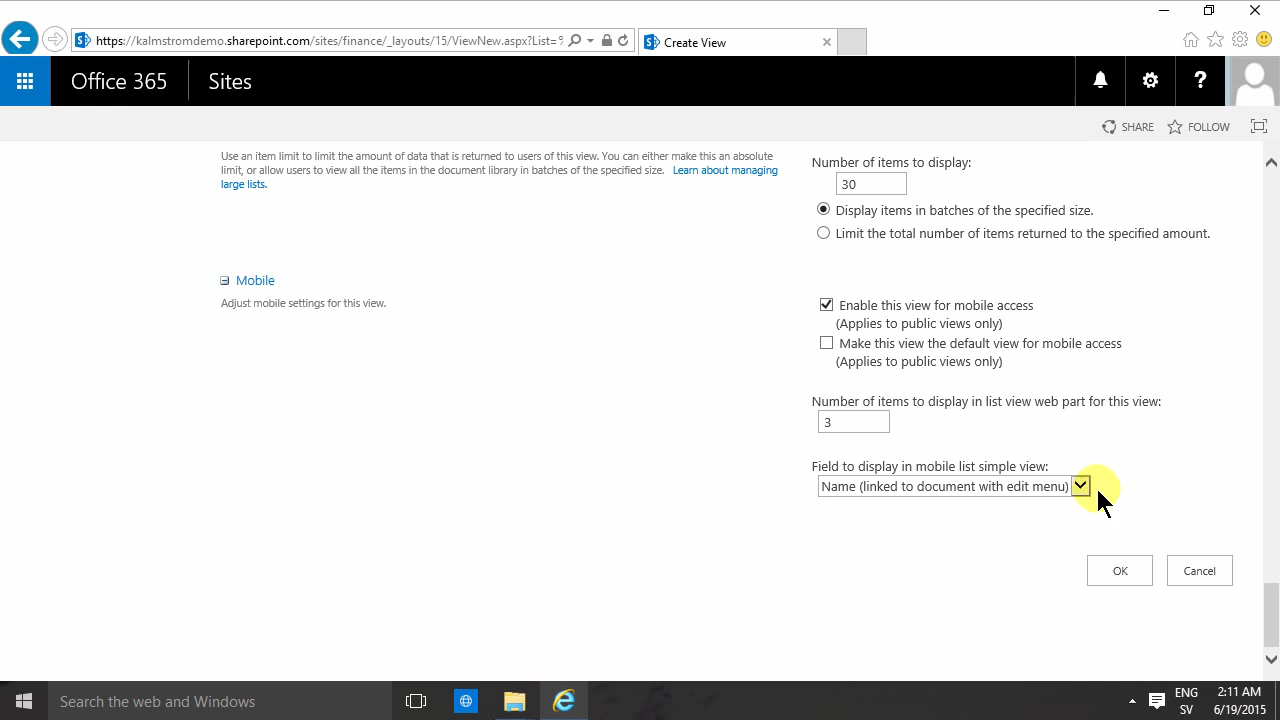 https://kalmstromdemo.sharepoint.com/sites/finance/_layouts/15/ViewNew.aspx?List=%
Create View
Office 365
Sites
SHARE
FOLLOW
Use an item limit to limit the amount of data that is returned to users of this view. You can either make this an absolute
limit, or allow users to view all the items in the document library in batches of the specified size. Learn about managing
large lists.
Number of items to display:
30
Display items in batches of the specified size.
Limit the total number of items returned to the specified amount.
Mobile
Adjust mobile settings for this view.
Enable this view for mobile access
(Applies to public views only)
Make this view the default view for mobile access
(Applies to public views only)
Number of items to display in list view web part for this view:
3
Field to display in mobile list simple view:
Name (linked to document with edit menu)
OK
Cancel
Search the web and Windows
ENG
SV
2:11 AM
6/19/2015